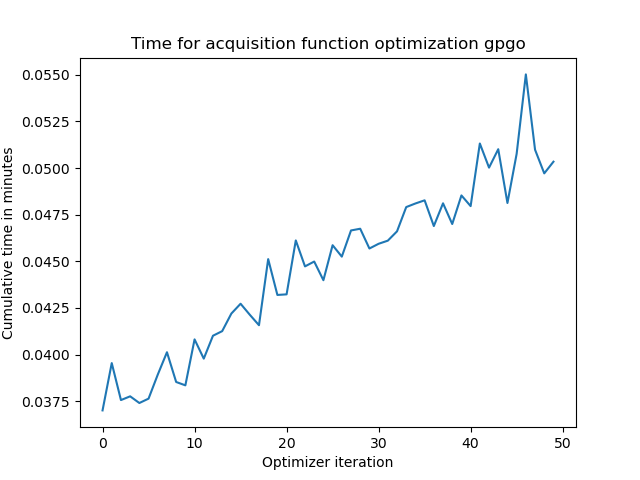 Time for acquisition function optimization gpgo
Cumulative time in minutes
0.0550
0.0525
0.0500
0.0475
0.0450
0.0425
0.0400
0.0375
0 10 20 30 40 50
Optimizer iteration